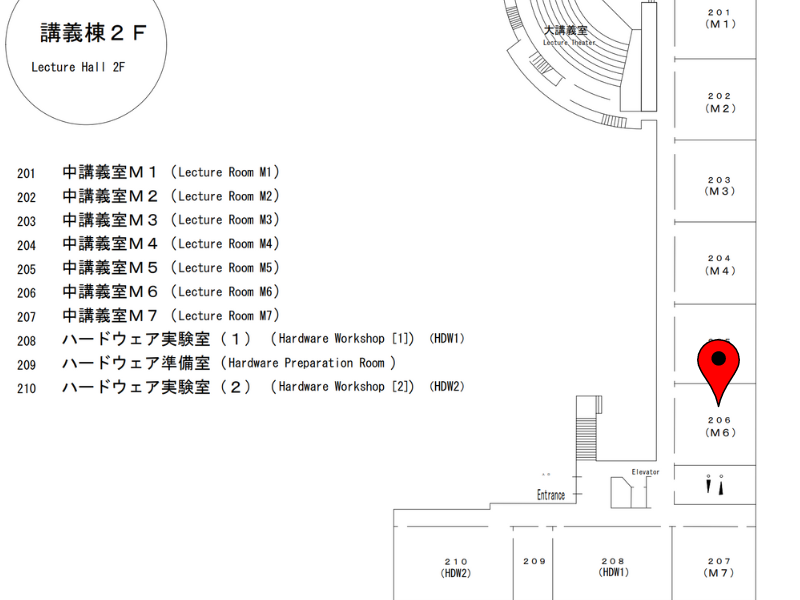 講義棟２Ｆ
Lecture Hall 2F
大講義室
Lecture Theater
201 中講義室Ｍ１（Lecture Room M1）
202 中講義室Ｍ２（Lecture Room M2）
203 中講義室Ｍ３（Lecture Room M3）
204 中講義室Ｍ４（Lecture Room M4）
205 中講義室Ｍ５（Lecture Room M5）
206 中講義室Ｍ６（Lecture Room M6）
207 中講義室Ｍ７（Lecture Room M7）
208 ハードウェア実験室（１）（Hardware Workshop [1]）（HDW1）
209 ハードウェア準備室（Hardware Preparation Room ）
210 ハードウェア実験室（２）（Hardware Workshop [2]）（HDW2）
２０１
（Ｍ１）
２０２
（Ｍ２）
２０３
（Ｍ３）
２０４
（Ｍ４）
２０６
（Ｍ６）
Elevator
Entrance
２１０
（HDW2）
２０９
２０８
（HDW1）
２０７
（Ｍ７）